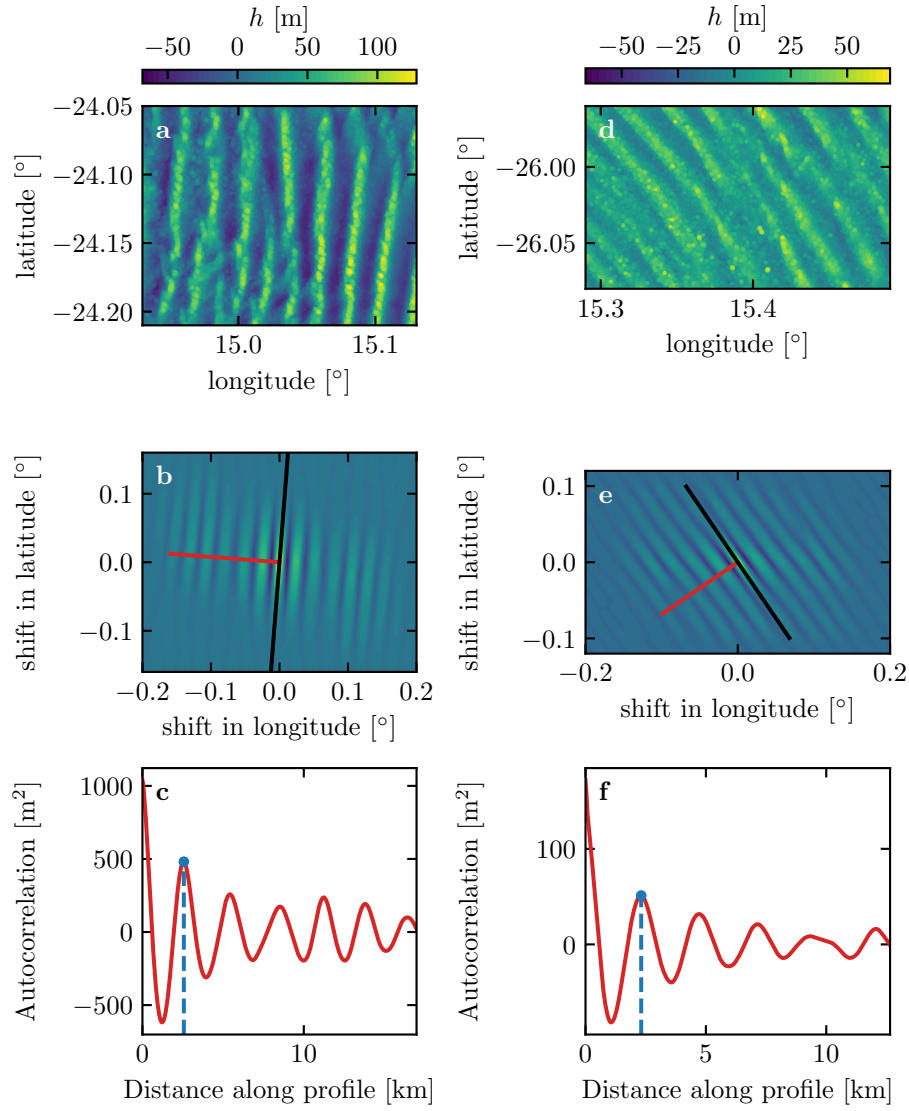 h [m]
−50 0 50 100
a
−24.05
−24.10
−24.15
−24.20
latitude [°]
15.0 15.1
longitude [°]
h [m]
−50 −25 0 25 50
d
−26.00
−26.05
latitude [°]
15.3 15.4
longitude [°]
b
0.1
0.0
−0.1
shift in latitude [°]
−0.2 −0.1 0.0 0.1 0.2
shift in longitude [°]
e
0.1
0.0
−0.1
shift in latitude [°]
−0.2 0.0 0.2
shift in longitude [°]
c
1000
500
0
−500
Autocorrelation [m²]
0 10
Distance along profile [km]
f
100
0
Autocorrelation [m²]
0 5 10
Distance along profile [km]